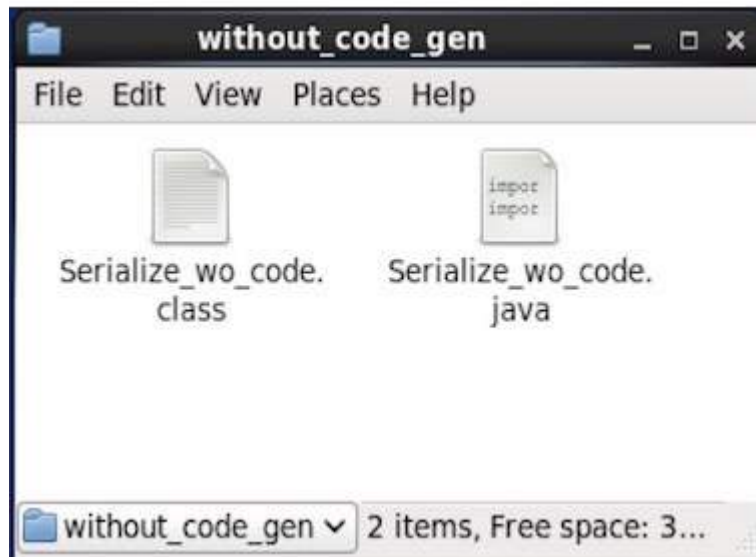 without_code_gen
File Edit View Places Help
impor
impor
Serialize_wo_code.
class
Serialize_wo_code.
java
without_code_gen 2 items, Free space: 3...